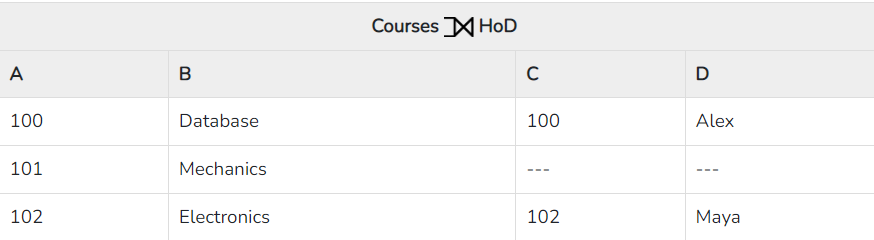 Courses ⟕ HoD
A B C D
100 Database 100 Alex
101 Mechanics --- ---
102 Electronics 102 Maya